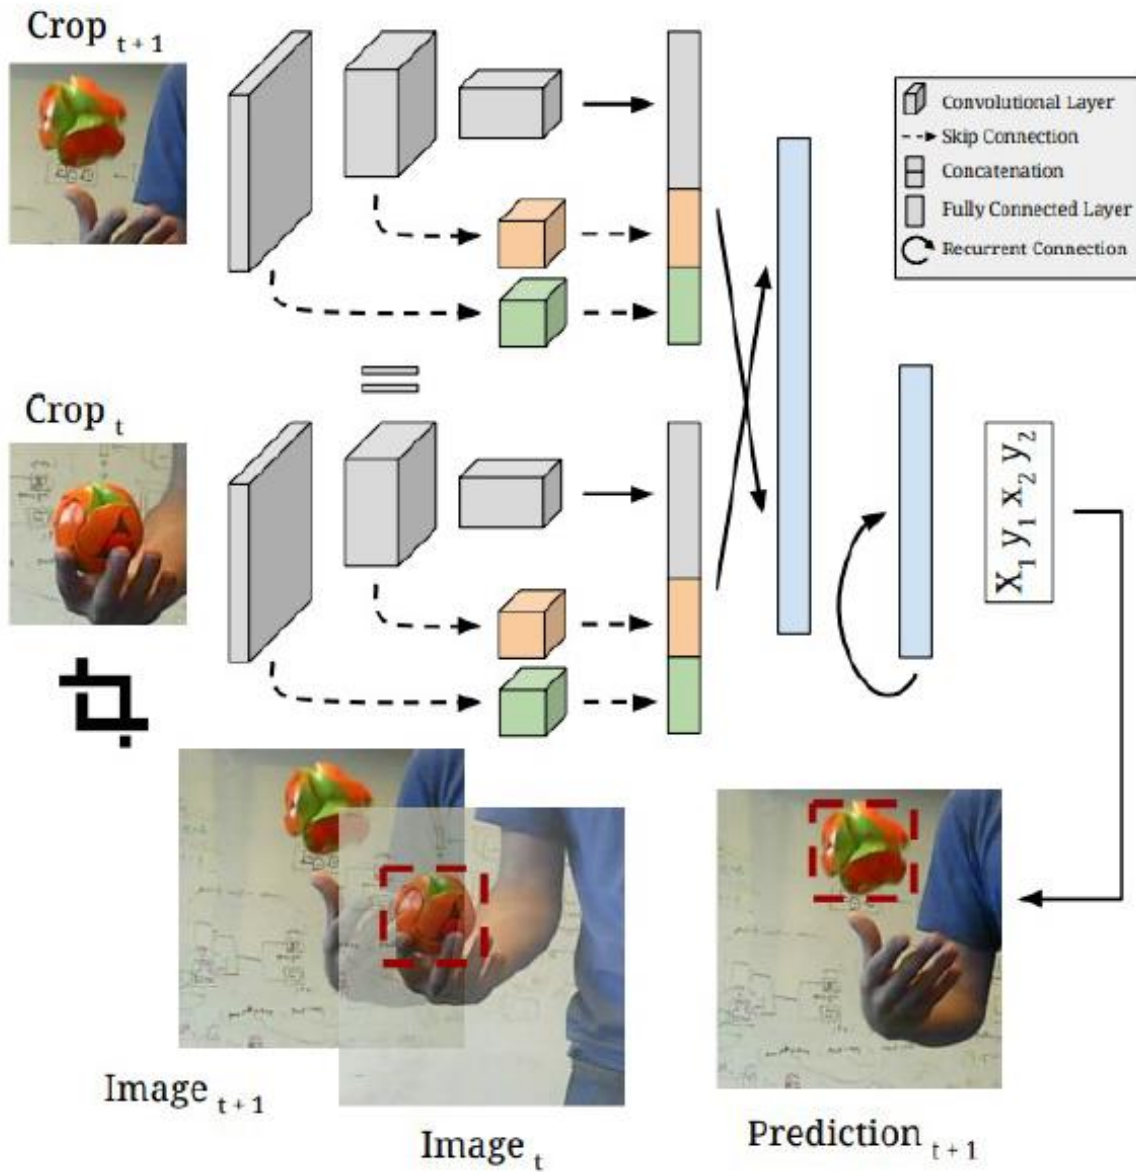 Crop t + 1
Convolutional Layer
Skip Connection
Concatenation
Fully Connected Layer
Recurrent Connection
Crop t
X1 y1 x2 y2
Image t + 1
Image t
Prediction t + 1